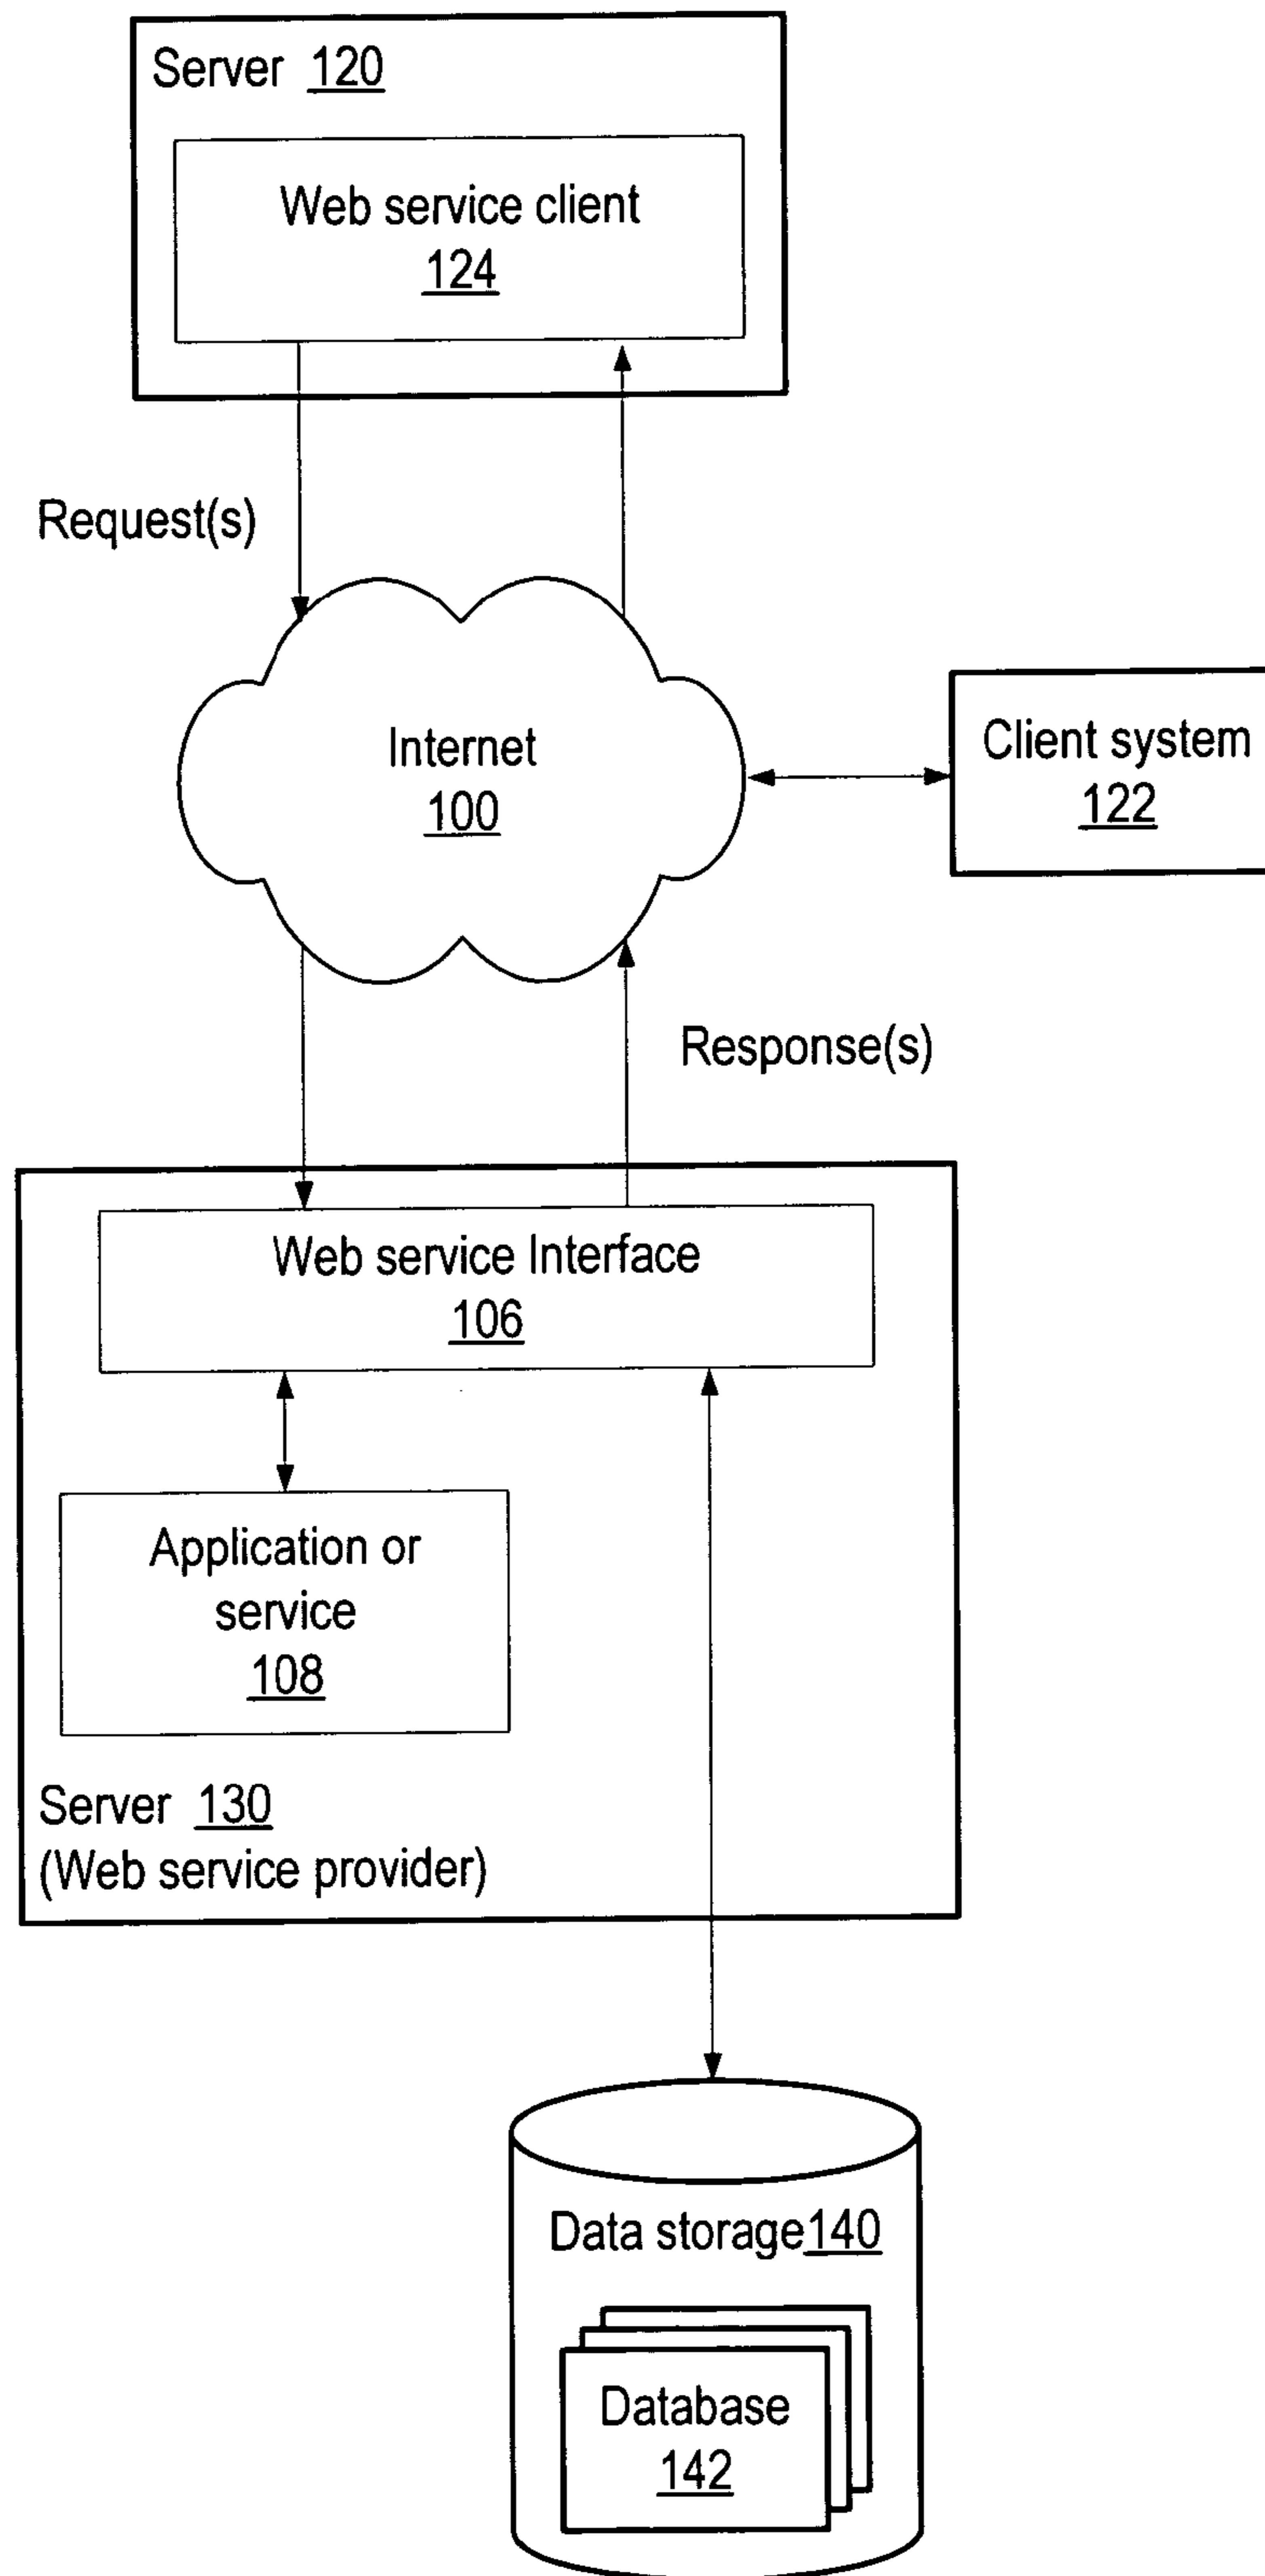 Server 120
Web service client
124
Request(s)
Internet
100
Client system
122
Response(s)
Web service Interface
106
Application or
service
108
Server 130
(Web service provider)
Data storage140
Database
142